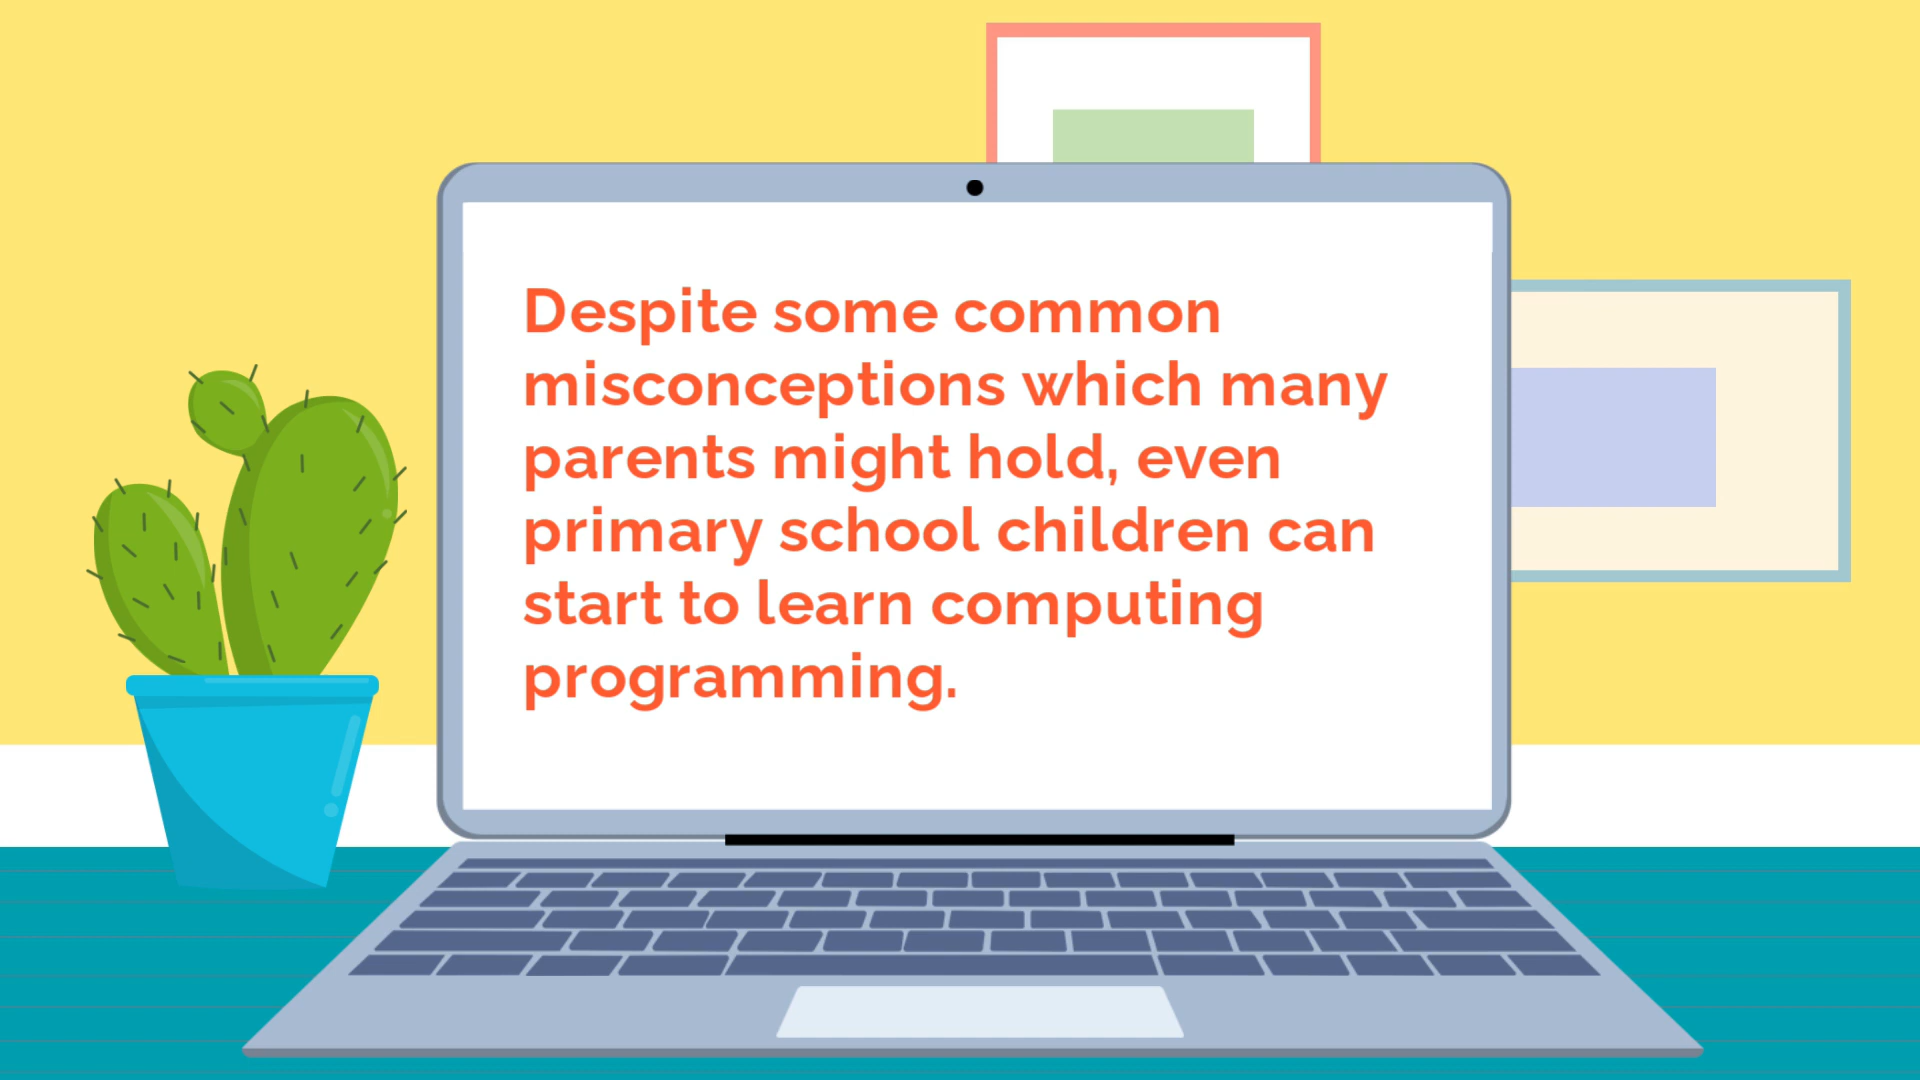 Despite some common
misconceptions which many
parents might hold, even
primary school children can
start to learn computing
programming.